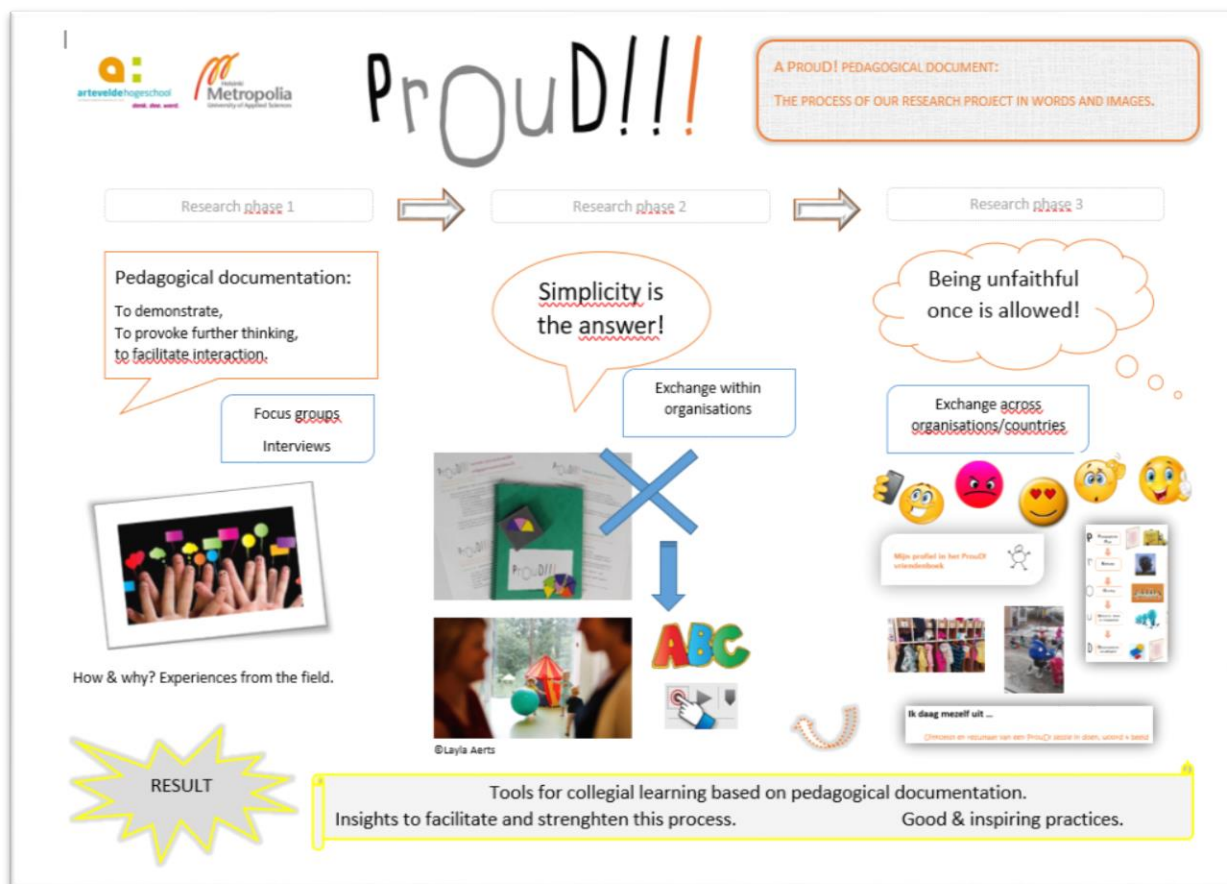 arteveldehogeschool
denk. doe. word.
Helsinki
Metropolia
University of Applied Sciences
ProuD!!!
A PROUD! PEDAGOGICAL DOCUMENT:
THE PROCESS OF OUR RESEARCH PROJECT IN WORDS AND IMAGES.
Research phase 1
Research phase 2
Research phase 3
Pedagogical documentation:
To demonstrate,
To provoke further thinking,
to facilitate interaction.
Focus groups
Interviews
How & why? Experiences from the field.
Simplicity is
the answer!
Exchange within
organisations
PrOuD!!!
ABC
©Layla Aerts
Being unfaithful
once is allowed!
Exchange across
organisations/countries
Mijn profiel in het ProuD!
vriendenboek
P
r
O
u
D
Ik daag mezelf uit ...
RESULT
Tools for collegial learning based on pedagogical documentation.
Insights to facilitate and strenghten this process. Good & inspiring practices.